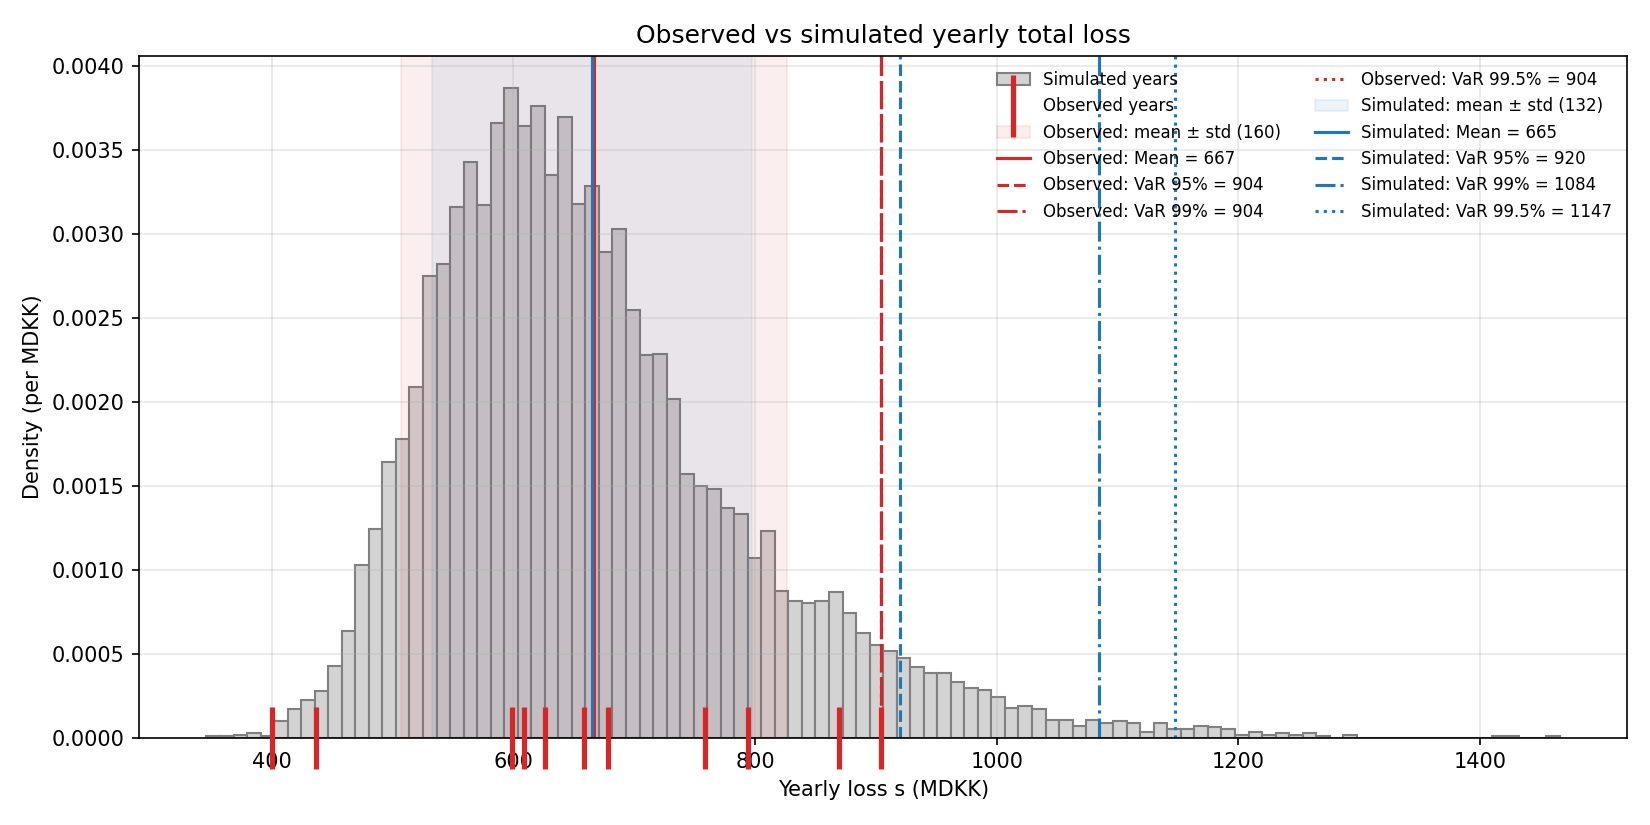 Observed vs simulated yearly total loss
Density (per MDKK)
0.0040
0.0035
0.0030
0.0025
0.0020
0.0015
0.0010
0.0005
0.0000
Simulated years
Observed years
Observed: mean ± std (160)
Observed: Mean = 667
Observed: VaR 95% = 904
Observed: VaR 99% = 904
Observed: VaR 99.5% = 904
Simulated: mean ± std (132)
Simulated: Mean = 665
Simulated: VaR 95% = 920
Simulated: VaR 99% = 1084
Simulated: VaR 99.5% = 1147
400 600 800 1000 1200 1400
Yearly loss s (MDKK)